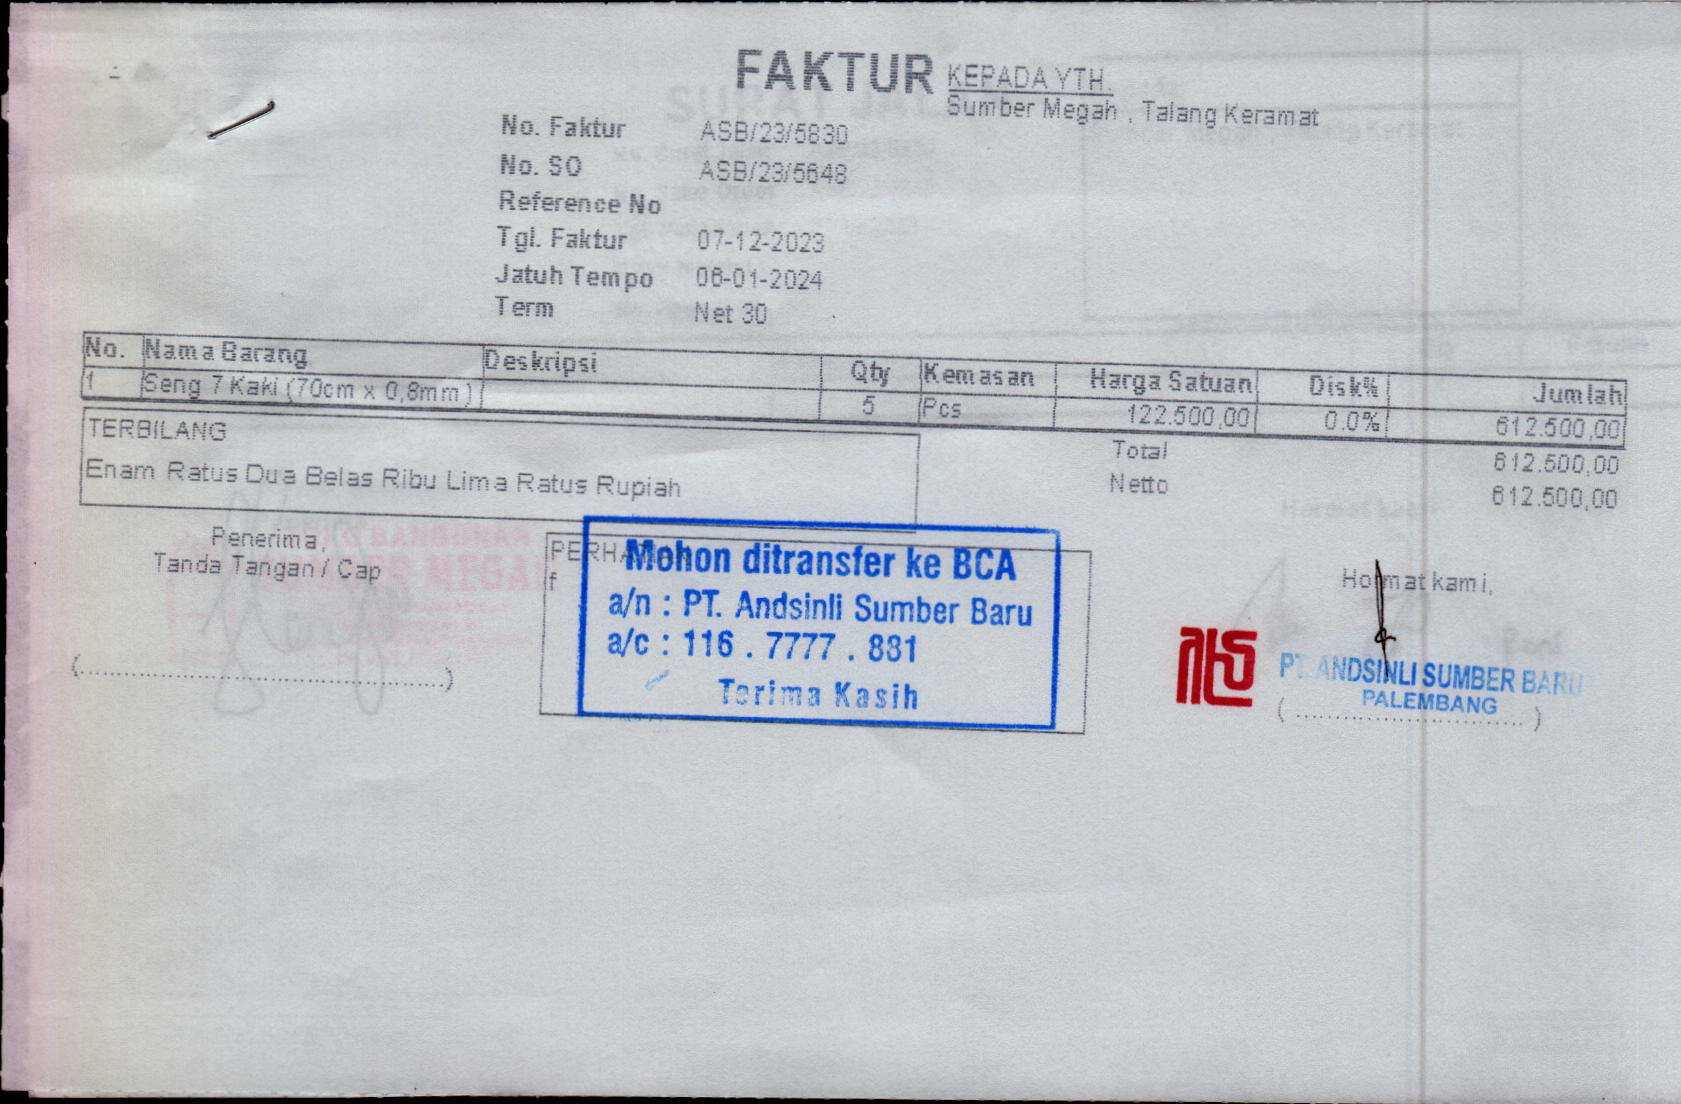 FAKTUR
KEPADA YTH.
Sumber Megah , Talang Keramat
No. Faktur ASB/23/5830
No. SO ASB/23/5648
Reference No
Tgl. Faktur 07-12-2023
Jatuh Tempo 06-01-2024
Term Net 30
No. Nama Barang Deskripsi Qty Kemasan Harga Satuan Disk% Jumlah
1 Seng 7 Kaki (70cm x 0,8mm) 5 Pcs 122.500,00 0.0% 612.500,00
TERBILANG
Enam Ratus Dua Belas Ribu Lima Ratus Rupiah
Total 612.500,00
Netto 612.500,00
Penerima,
Tanda Tangan / Cap
(...............................................)
Mohon ditransfer ke BCA
a/n : PT. Andsinli Sumber Baru
a/c : 116 . 7777 . 881
Terima Kasih
Hormat kami,
PT. ANDSINLI SUMBER BARU
PALEMBANG
( ............................. )